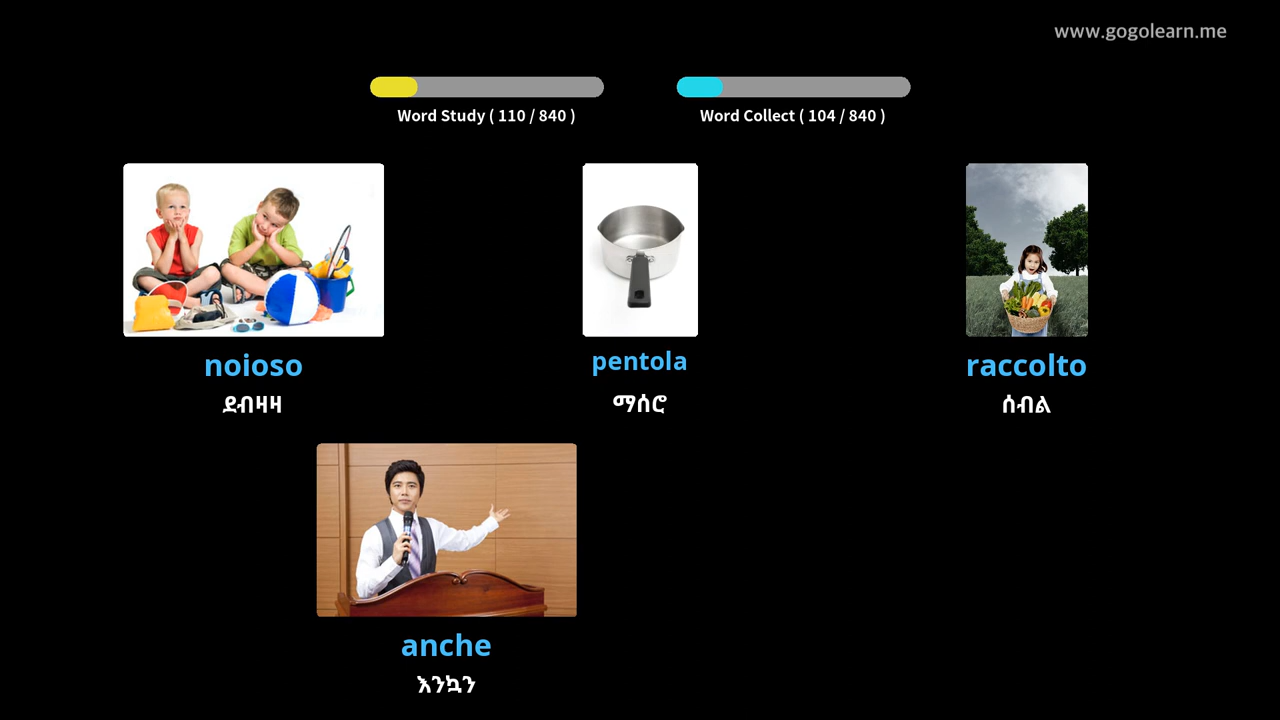 www.gogolearn.me
Word Study ( 110 / 840 )
Word Collect ( 104 / 840 )
noioso
ደብዛዛ
pentola
ማሰሮ
raccolto
ሰብል
anche
እንኳን